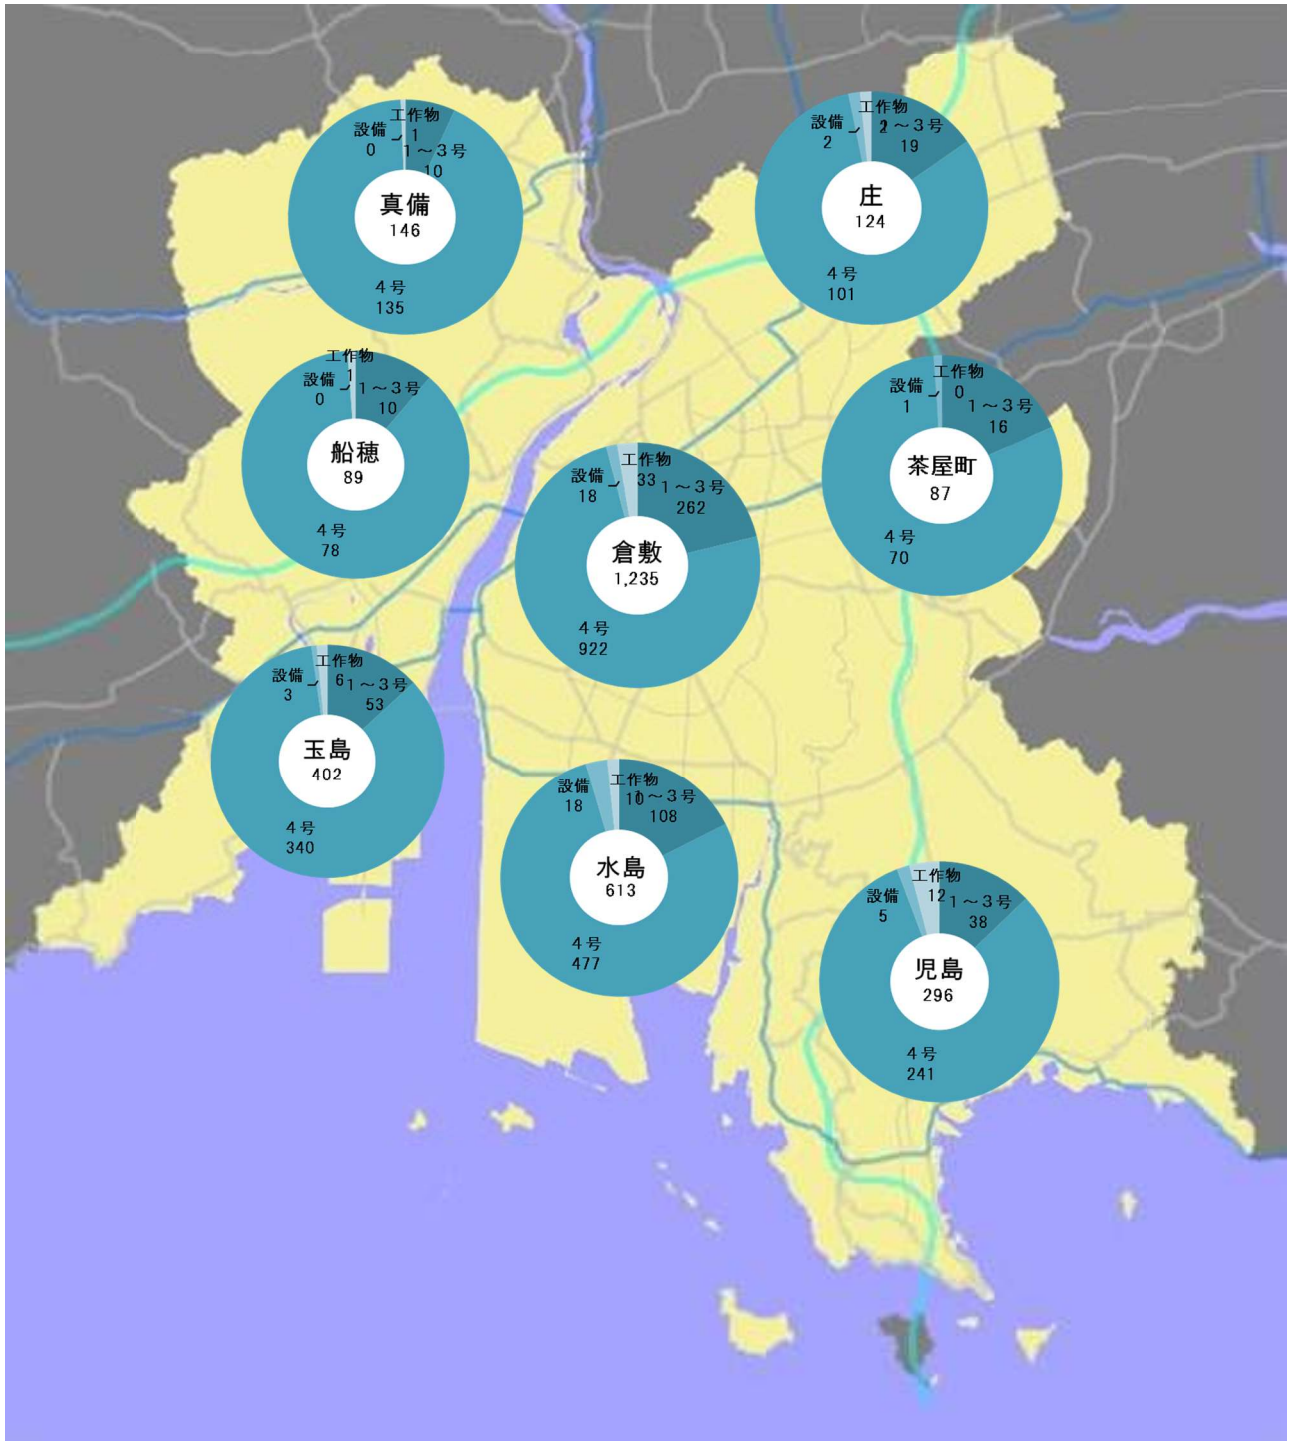 工作物
1
設備
0
1～3号
10
真備
146
4号
135
工作物
2
設備
2
1～3号
19
庄
124
4号
101
工作物
1
設備
0
1～3号
10
船穂
89
4号
78
工作物
0
設備
1
1～3号
16
茶屋町
87
4号
70
工作物
33
設備
18
1～3号
262
倉敷
1,235
4号
922
工作物
6
設備
3
1～3号
53
玉島
402
4号
340
工作物
10
設備
18
1～3号
108
水島
613
4号
477
工作物
12
設備
5
1～3号
38
児島
296
4号
241